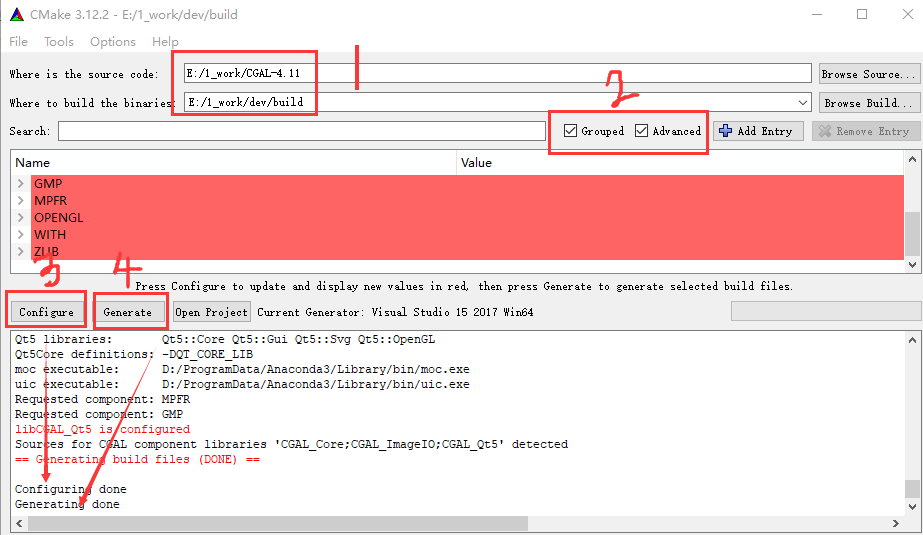 CMake 3.12.2 - E:/1_work/dev/build
File Tools Options Help
1
Where is the source code: E:/1_work/CGAL-4.11 Browse Source...
Where to build the binaries: E:/1_work/dev/build Browse Build...
2
Search: Grouped Advanced Add Entry Remove Entry
Name Value
GMP
MPFR
OPENGL
WITH
ZLIB
3 4
Press Configure to update and display new values in red, then press Generate to generate selected build files.
Configure Generate Open Project Current Generator: Visual Studio 15 2017 Win64
Qt5 libraries: Qt5::Core Qt5::Gui Qt5::Svg Qt5::OpenGL
Qt5Core definitions: -DQT_CORE_LIB
moc executable: D:/ProgramData/Anaconda3/Library/bin/moc.exe
uic executable: D:/ProgramData/Anaconda3/Library/bin/uic.exe
Requested component: MPFR
Requested component: GMP
libCGAL_Qt5 is configured
Sources for CGAL component libraries 'CGAL_Core;CGAL_ImageIO;CGAL_Qt5' detected
== Generating build files (DONE) ==
Configuring done
Generating done